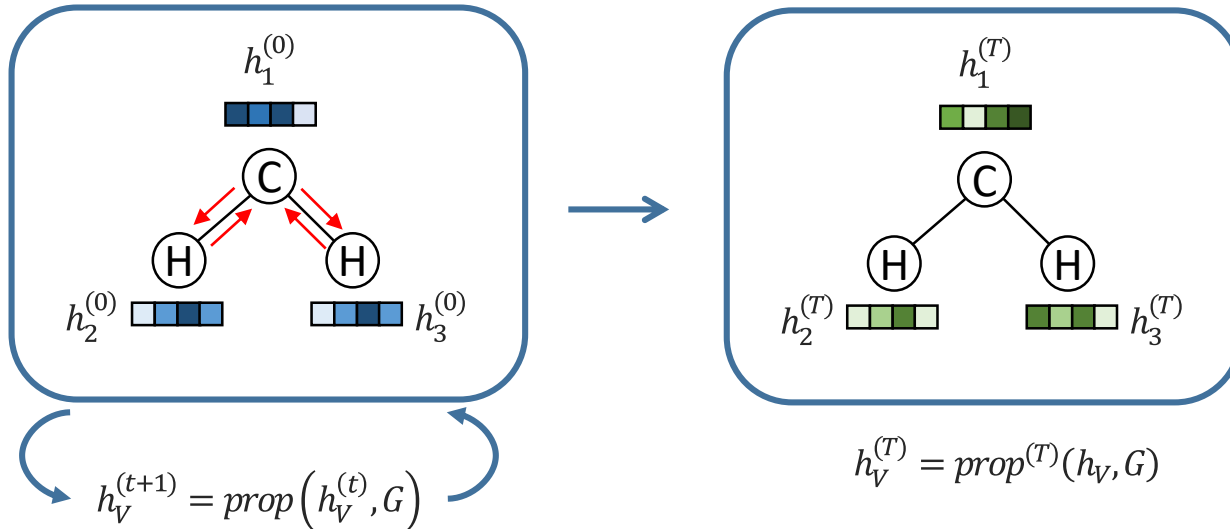 h_1^{(0)}
C
H
H
h_2^{(0)}
h_3^{(0)}
h_V^{(t+1)} = prop(h_V^{(t)}, G)
h_1^{(T)}
C
H
H
h_2^{(T)}
h_3^{(T)}
h_V^{(T)} = prop^{(T)}(h_V, G)